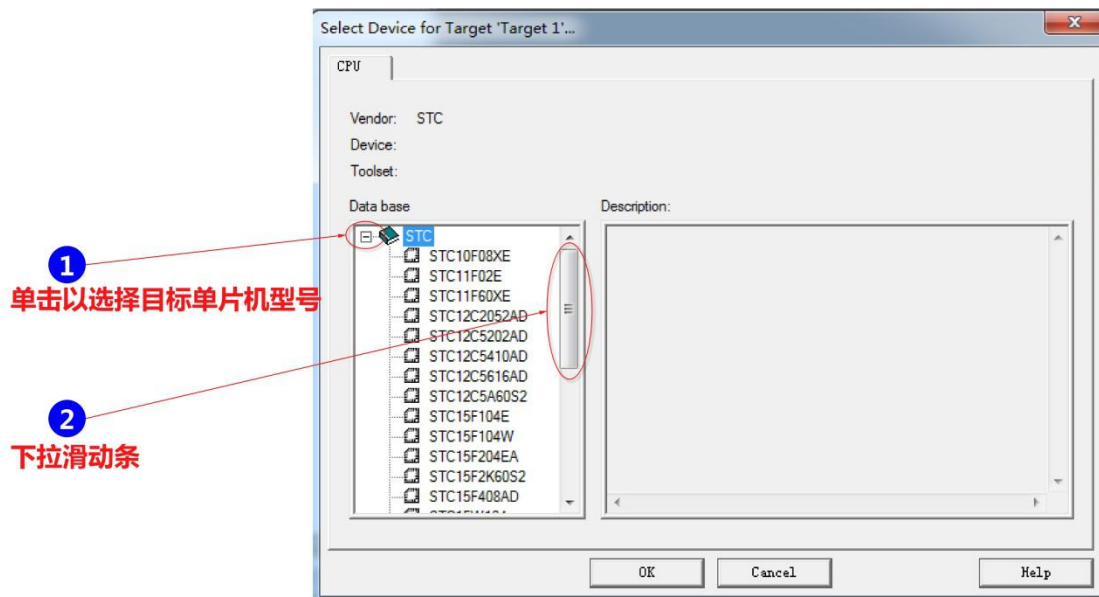 Select Device for Target 'Target 1'...
CPU
Vendor: STC
Device:
Toolset:
Data base
Description:
STC
STC10F08XE
STC11F02E
STC11F60XE
STC12C2052AD
STC12C5202AD
STC12C5410AD
STC12C5616AD
STC12C5A60S2
STC15F104E
STC15F104W
STC15F204EA
STC15F2K60S2
STC15F408AD
1
单击以选择目标单片机型号
2
下拉滑动条
OK
Cancel
Help